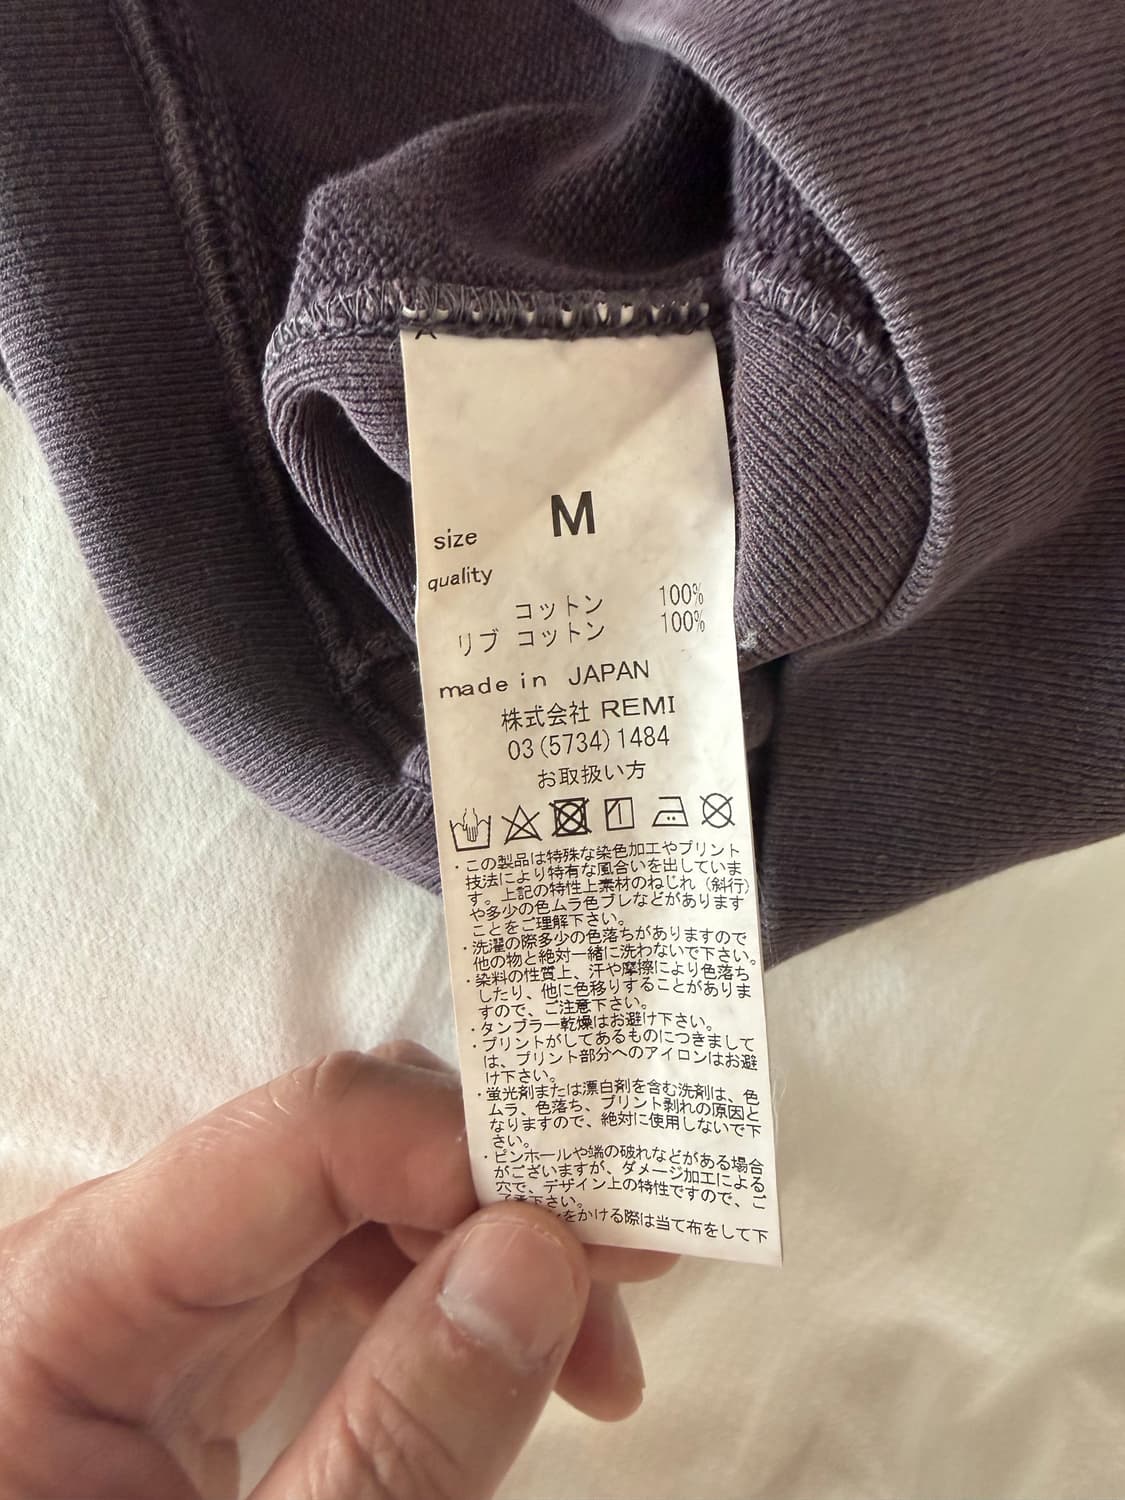 M
size
quality
コットン 100%
リブ コットン 100%
made in JAPAN
株式会社 REMI
03(5734)1484
お取扱い方
・この製品は特殊な染色加工やプリント
技法により特有な風合いを出していま
す。上記の特性上素材のねじれ（斜行）
や多少の色ムラ色ブレなどがあります
ことをご理解下さい。
・洗濯の際多少の色落ちがありますので
他の物と絶対一緒に洗わないで下さい。
・染料の性質上、汗や摩擦により色落ち
したり、他に色移りすることがありま
すので、ご注意下さい。
・タンブラー乾燥はお避け下さい。
・プリントがしてあるものにつきまして
は、プリント部分へのアイロンはお避
け下さい。
・蛍光剤または漂白剤を含む洗剤は、色
ムラ、色落ち、プリント剥れの原因と
なりますので、絶対に使用しないで下
さい。
・ピンホールや端の破れなどがある場合
がございますが、ダメージ加工による
穴で、デザイン上の特性ですので、ご
了承下さい。
をかける際は当て布をして下